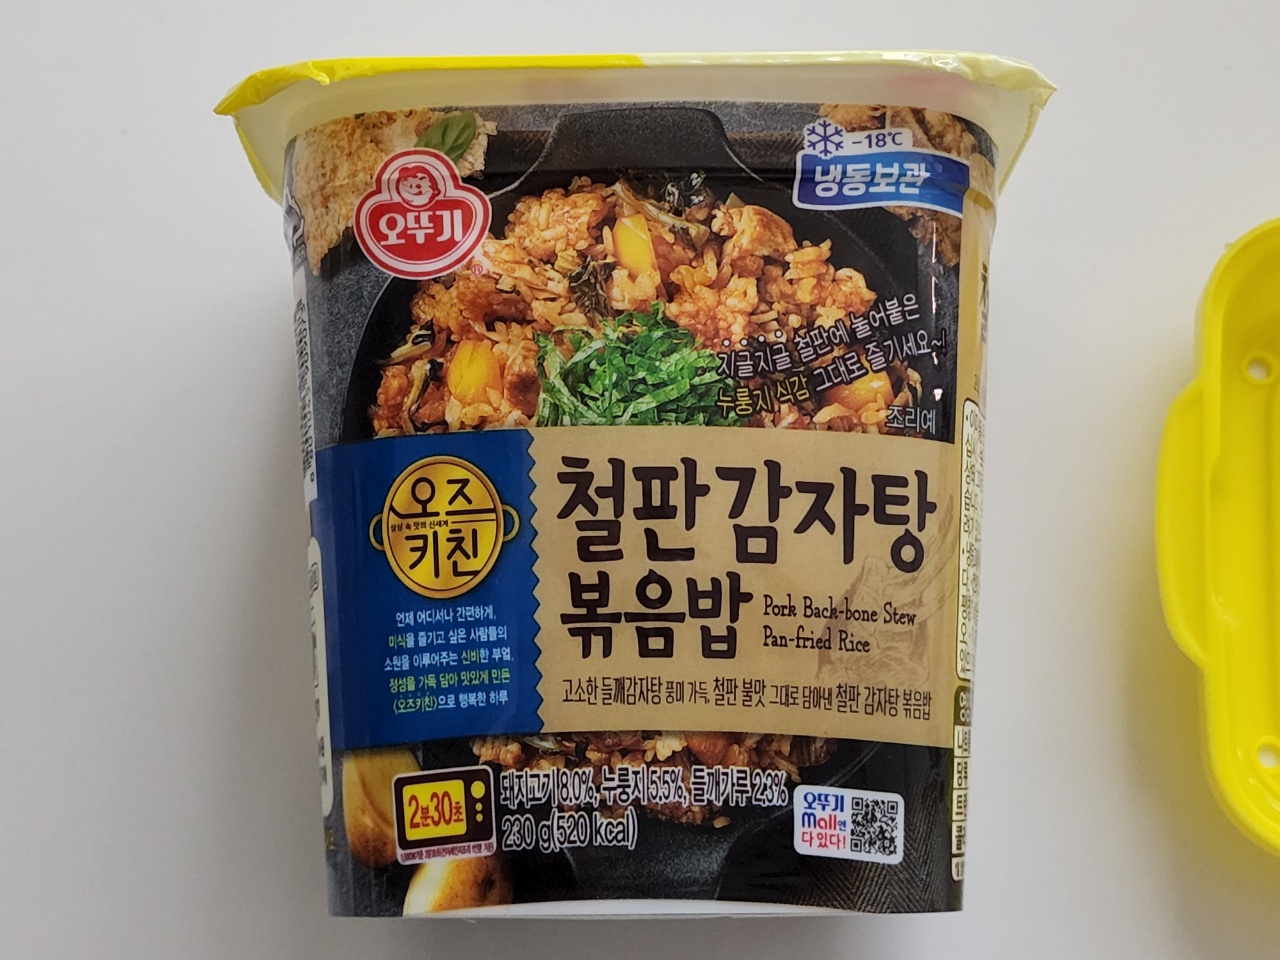 오뚜기
-18℃
냉동보관
지글지글 철판에 눌어붙은
누룽지 식감 그대로 즐기세요~!
조리예
오즈
상상 속 맛의 신세계
키친
언제 어디서나 간편하게,
미식을 즐기고 싶은 사람들의
소원을 이루어주는 신비한 부엌,
정성을 가득 담아 맛있게 만든
<오즈키친>으로 행복한 하루
철판감자탕
볶음밥
Pork Back-bone Stew
Pan-fried Rice
고소한 들깨감자탕 풍미 가득, 철판 불맛 그대로 담아낸 철판 감자탕 볶음밥
2분30초
돼지고기 8.0%, 누룽지 5.5%, 들깨가루 2.3%
230 g(520 kcal)
오뚜기
mall엔
다 있다!